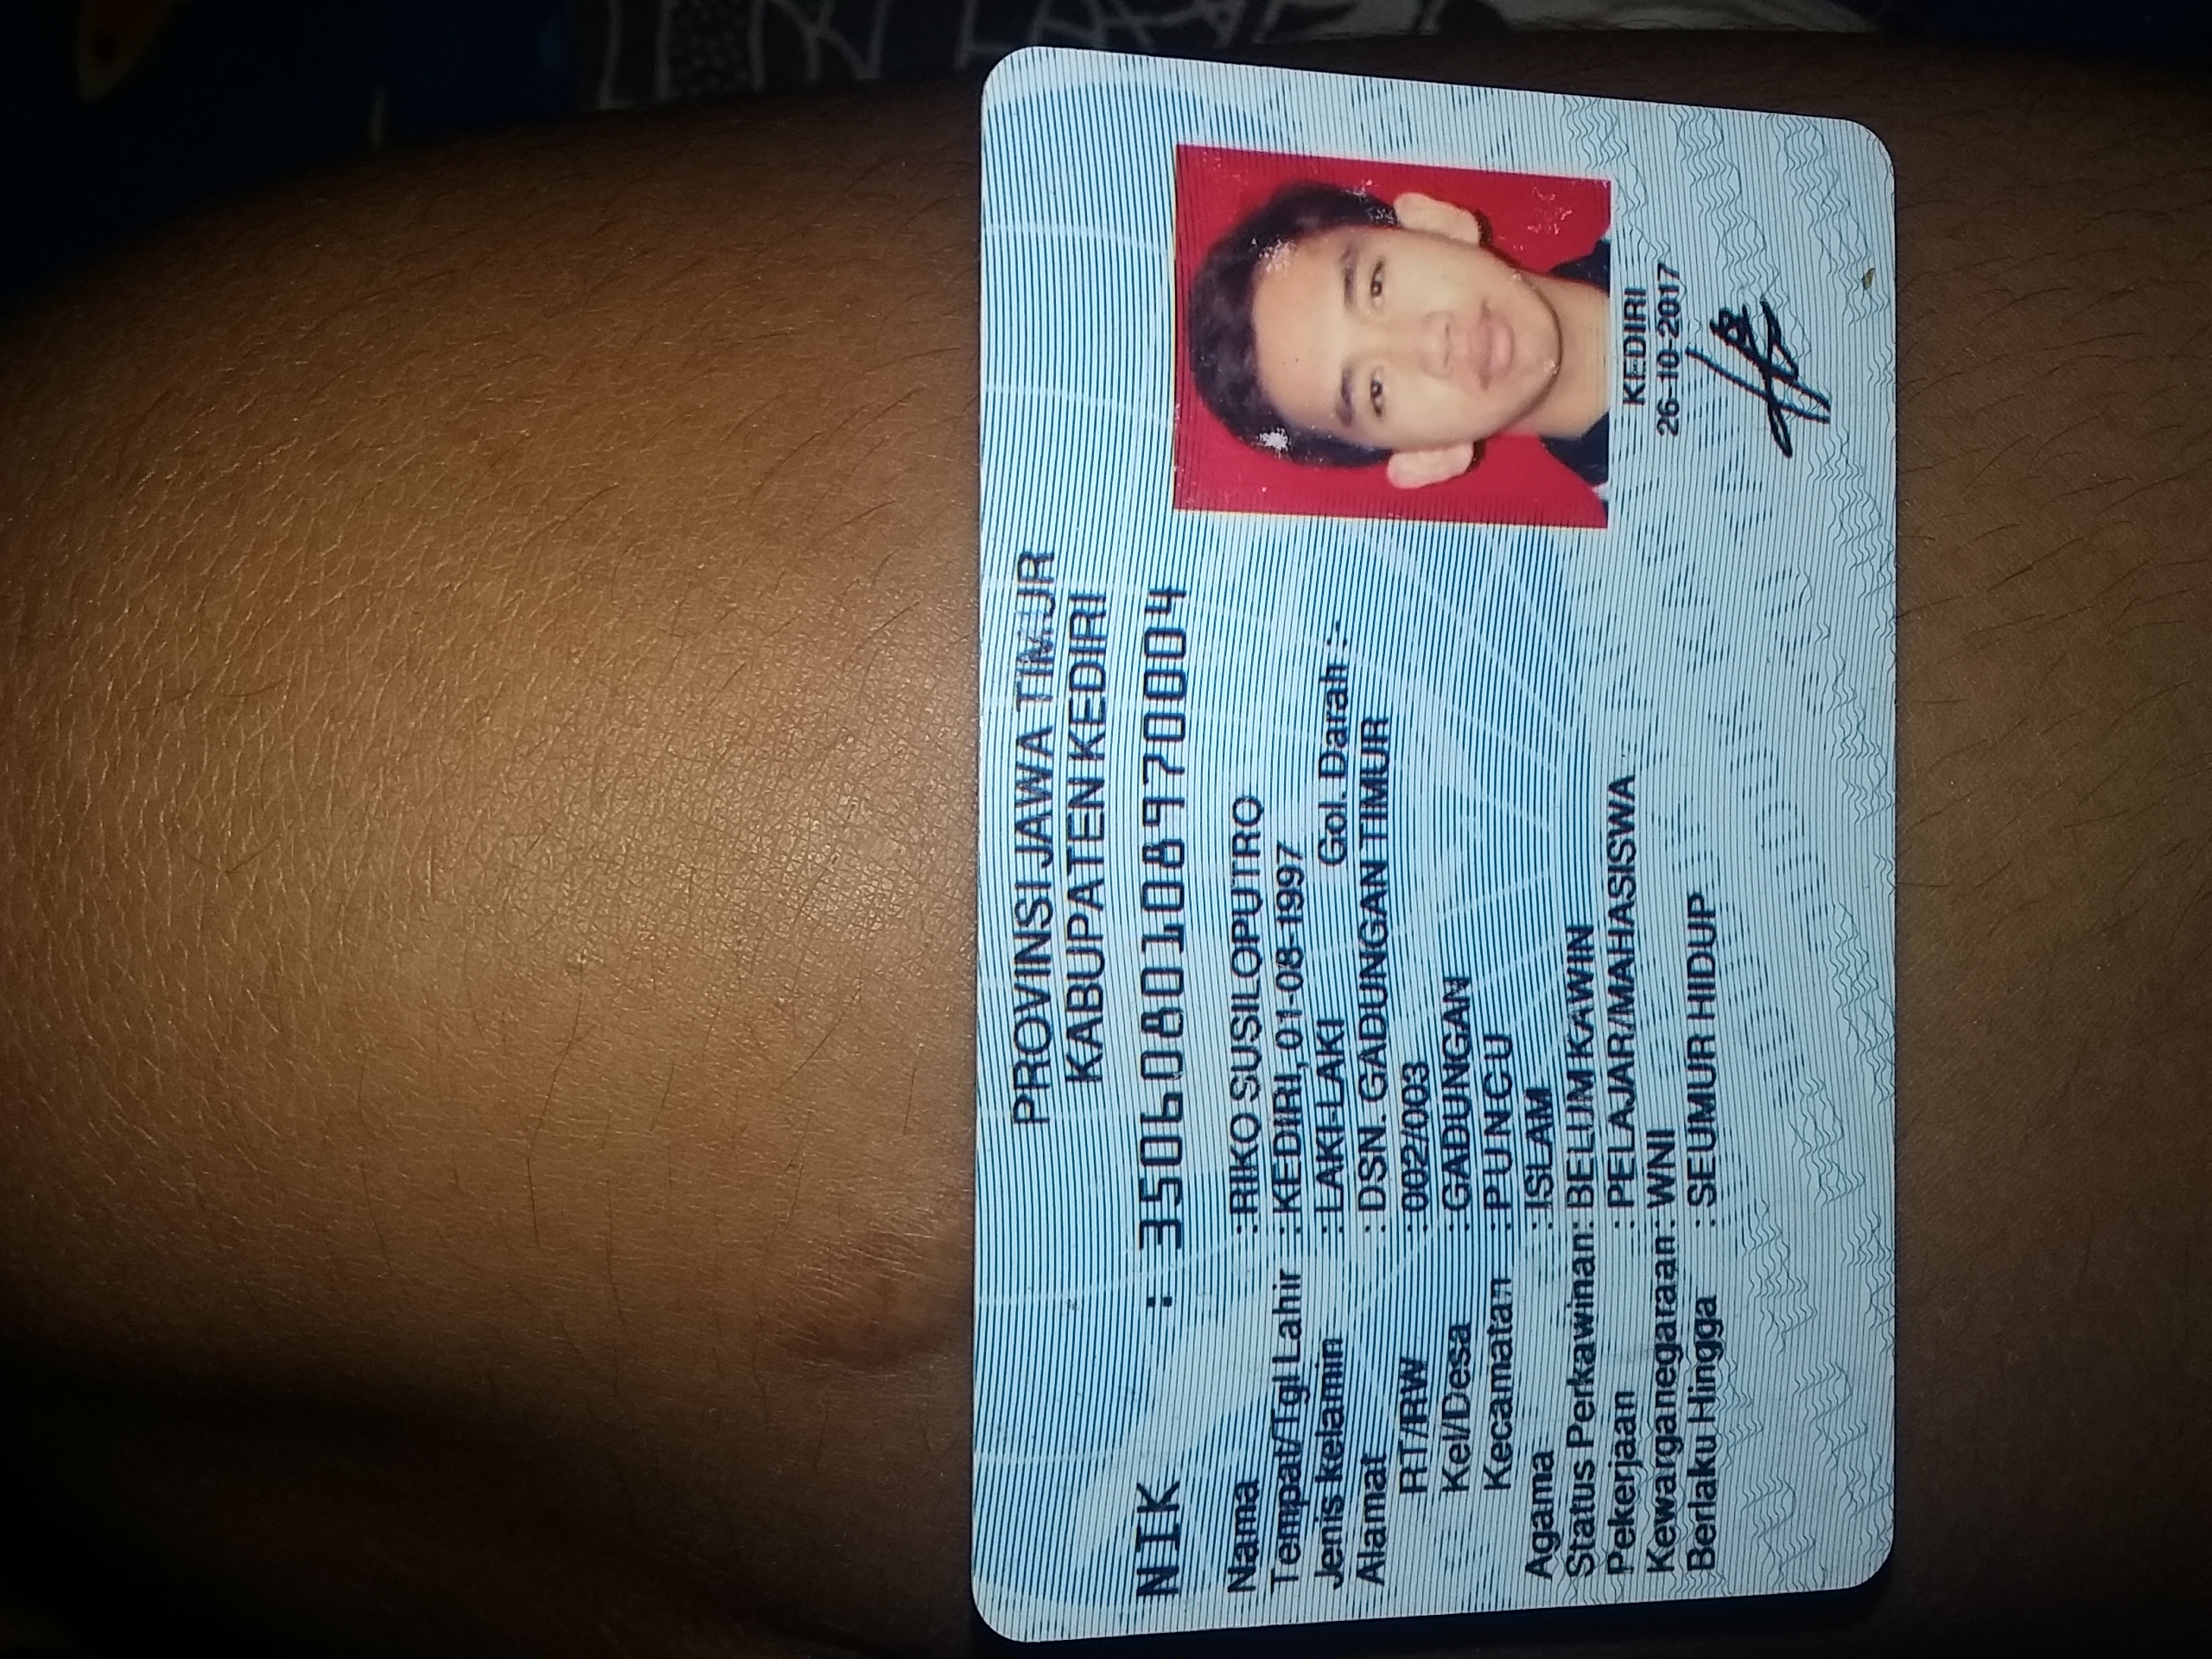 PROVINSI JAWA TIMUR
KABUPATEN KEDIRI
NIK : 3506080108970004
Nama : RIKO SUSILOPUTRO
Tempat/Tgl Lahir : KEDIRI, 01-08-1997
Jenis kelamin : LAKI-LAKI Gol. Darah :-
Alamat : DSN. GADUNGAN TIMUR
RT/RW : 002/003
Kel/Desa : GADUNGAN
Kecamatan : PUNCU
Agama : ISLAM
Status Perkawinan: BELUM KAWIN
Pekerjaan : PELAJAR/MAHASISWA
Kewarganegaraan: WNI
Berlaku Hingga : SEUMUR HIDUP
KEDIRI
26-10-2017